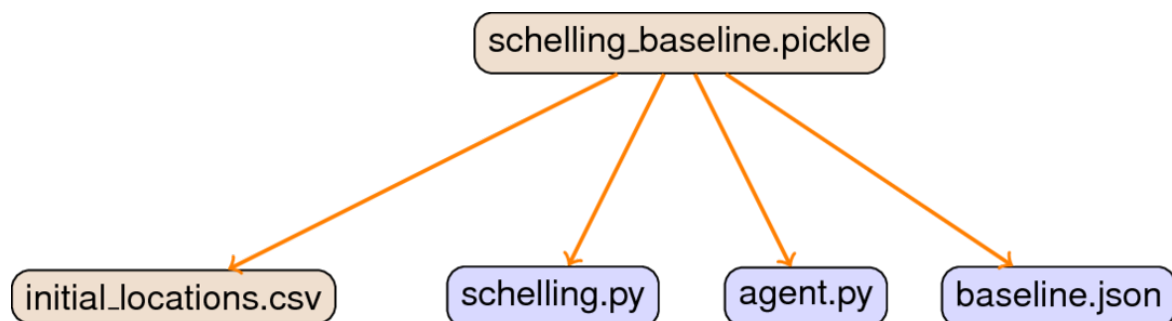 schelling_baseline.pickle
initial_locations.csv
schelling.py
agent.py
baseline.json